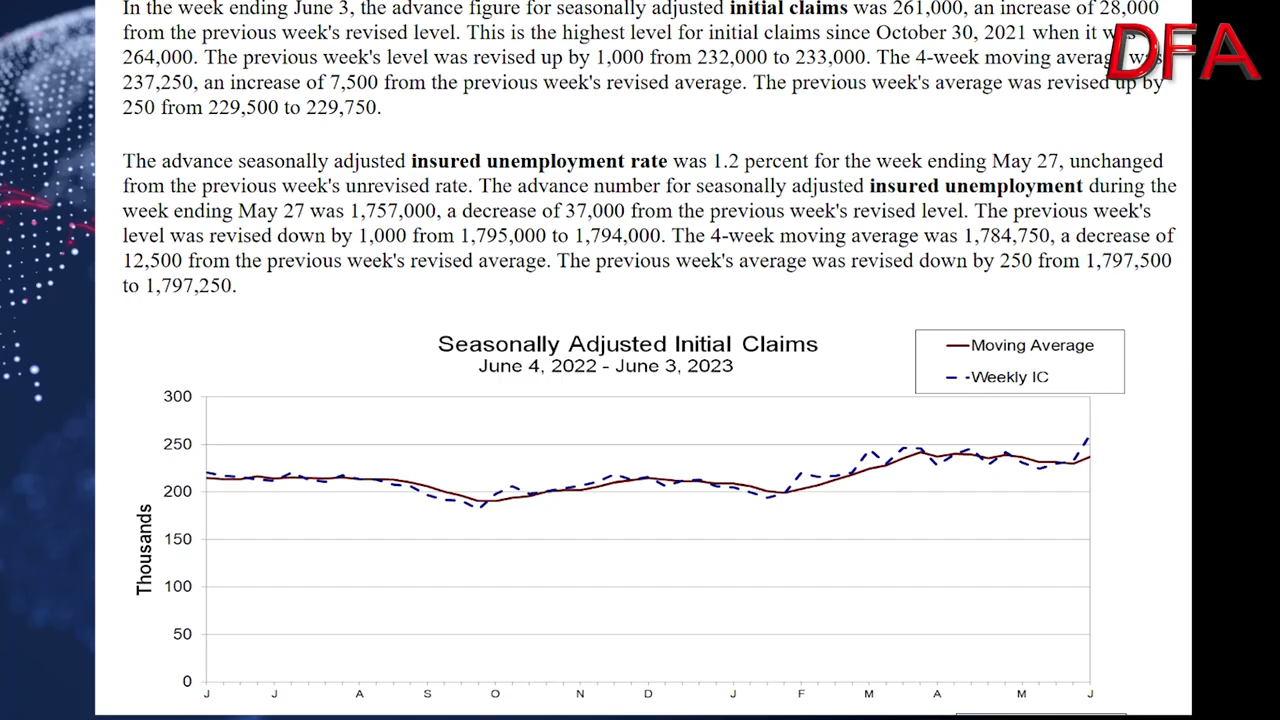 In the week ending June 3, the advance figure for seasonally adjusted initial claims was 261,000, an increase of 28,000
from the previous week's revised level. This is the highest level for initial claims since October 30, 2021 when it was
DFA
264,000. The previous week's level was revised up by 1,000 from 232,000 to 233,000. The 4-week moving average was
237,250, an increase of 7,500 from the previous week's revised average. The previous week's average was revised up by
250 from 229,500 to 229,750.
The advance seasonally adjusted insured unemployment rate was 1.2 percent for the week ending May 27, unchanged
from the previous week's unrevised rate. The advance number for seasonally adjusted insured unemployment during the
week ending May 27 was 1,757,000, a decrease of 37,000 from the previous week's revised level. The previous week's
level was revised down by 1,000 from 1,795,000 to 1,794,000. The 4-week moving average was 1,784,750, a decrease of
12,500 from the previous week's revised average. The previous week's average was revised down by 250 from 1,797,500
to 1,797,250.
Seasonally Adjusted Initial Claims
June 4, 2022 - June 3, 2023
Moving Average
Weekly IC
300
250
200
150
100
50
0
Thousands
J J A S O N D J F M A M J